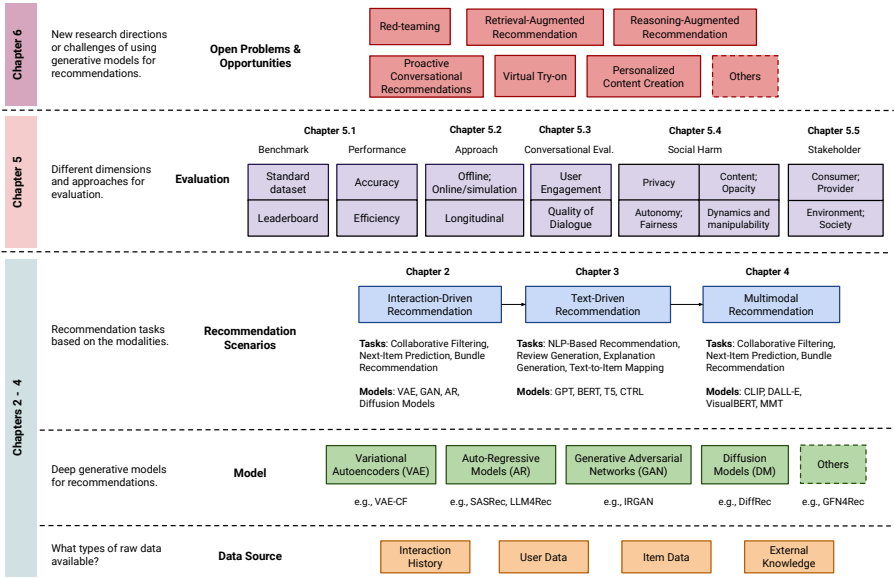 Chapter 6
New research directions
or challenges of using
generative models for
recommendations.
Open Problems &
Opportunities
Red-teaming
Retrieval-Augmented
Recommendation
Reasoning-Augmented
Recommendation
Proactive
Conversational
Recommendations
Virtual Try-on
Personalized
Content Creation
Others
Chapter 5
Different dimensions
and approaches for
evaluation.
Evaluation
Chapter 5.1
Chapter 5.2
Chapter 5.3
Chapter 5.4
Chapter 5.5
Benchmark
Performance
Approach
Conversational Eval.
Social Harm
Stakeholder
Standard
dataset
Accuracy
Offline;
Online/simulation
User
Engagement
Privacy
Content;
Opacity
Consumer;
Provider
Leaderboard
Efficiency
Longitudinal
Quality of
Dialogue
Autonomy;
Fairness
Dynamics and
manipulability
Environment;
Society
Chapters 2 - 4
Recommendation tasks
based on the modalities.
Recommendation
Scenarios
Chapter 2
Interaction-Driven
Recommendation
Tasks: Collaborative Filtering,
Next-Item Prediction, Bundle
Recommendation
Models: VAE, GAN, AR,
Diffusion Models
Chapter 3
Text-Driven
Recommendation
Tasks: NLP-Based Recommendation,
Review Generation, Explanation
Generation, Text-to-Item Mapping
Models: GPT, BERT, T5, CTRL
Chapter 4
Multimodal
Recommendation
Tasks: Collaborative Filtering,
Next-Item Prediction, Bundle
Recommendation
Models: CLIP, DALL-E,
VisualBERT, MMT
Deep generative models
for recommendations.
Model
Variational
Autoencoders (VAE)
Auto-Regressive
Models (AR)
Generative Adversarial
Networks (GAN)
Diffusion
Models (DM)
Others
e.g., VAE-CF
e.g., SASRec, LLM4Rec
e.g., IRGAN
e.g., DiffRec
e.g., GFN4Rec
What types of raw data
available?
Data Source
Interaction
History
User Data
Item Data
External
Knowledge